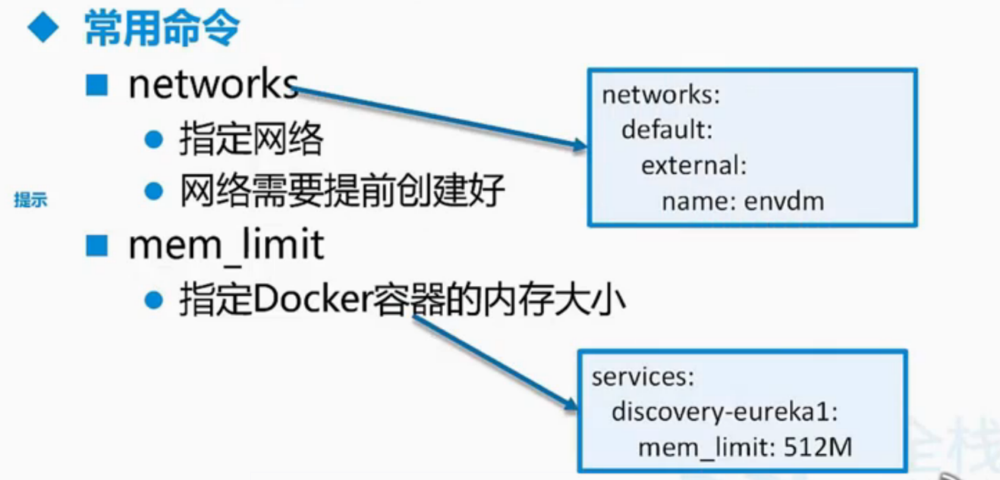 常用命令
networks
指定网络
网络需要提前创建好
提示
mem_limit
指定Docker容器的内存大小
networks:
default:
external:
name: envdm
services:
discovery-eureka1:
mem_limit: 512M
全栈